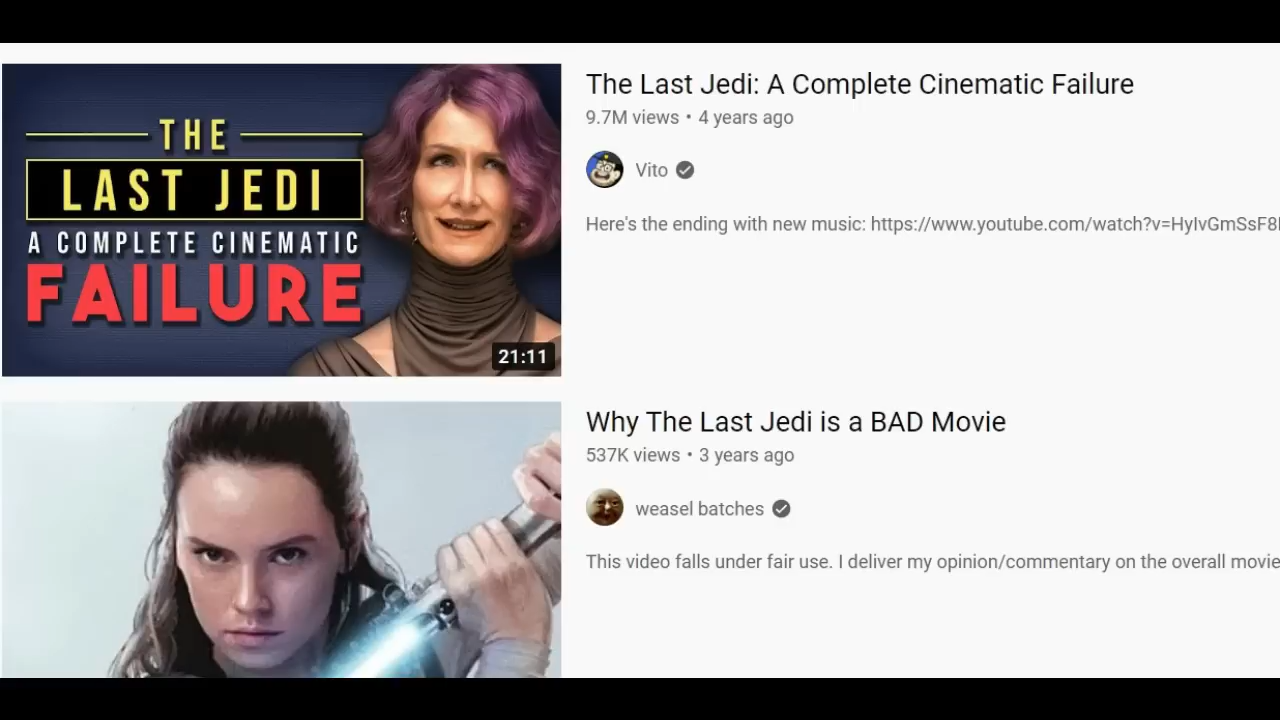 THE
LAST JEDI
A COMPLETE CINEMATIC
FAILURE
21:11
The Last Jedi: A Complete Cinematic Failure
9.7M views • 4 years ago
Vito
Here's the ending with new music: https://www.youtube.com/watch?v=HyIvGmSsF8
Why The Last Jedi is a BAD Movie
537K views • 3 years ago
weasel batches
This video falls under fair use. I deliver my opinion/commentary on the overall movie